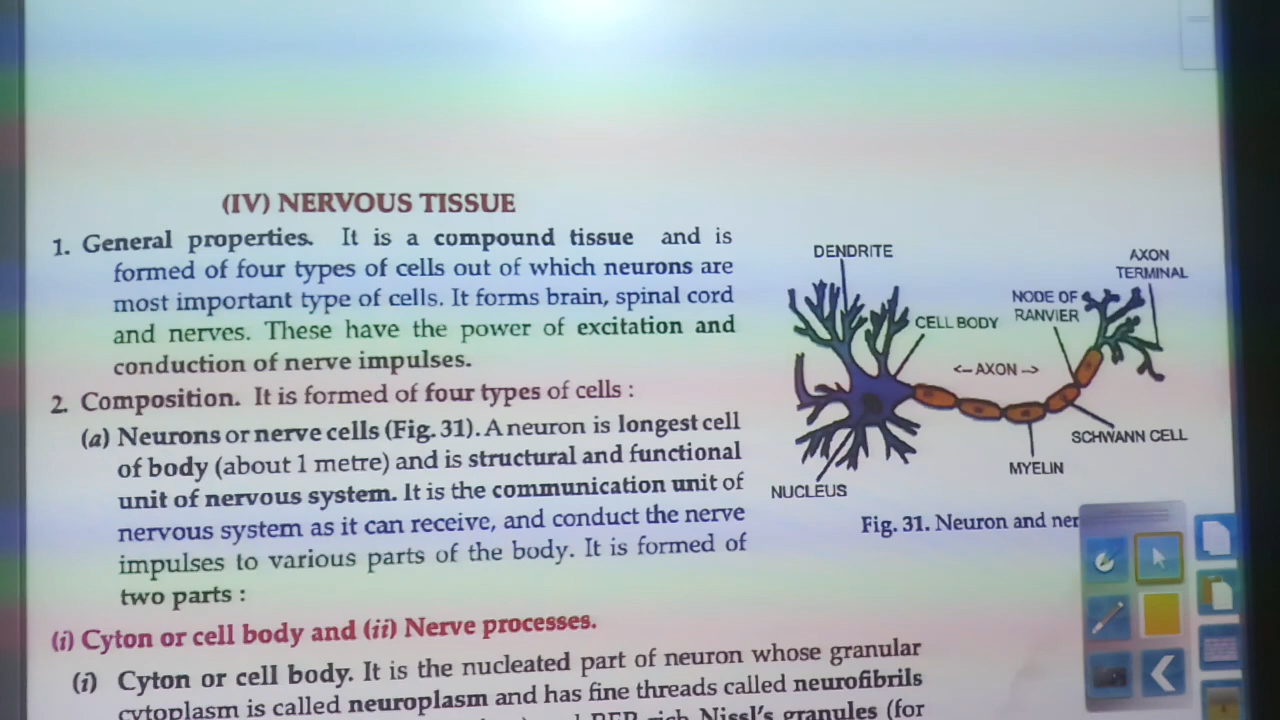 (IV) NERVOUS TISSUE
1. General properties. It is a compound tissue and is
formed of four types of cells out of which neurons are
most important type of cells. It forms brain, spinal cord
and nerves. These have the power of excitation and
conduction of nerve impulses.
2. Composition. It is formed of four types of cells :
(a) Neurons or nerve cells (Fig. 31). A neuron is longest cell
of body (about 1 metre) and is structural and functional
unit of nervous system. It is the communication unit of
nervous system as it can receive, and conduct the nerve
impulses to various parts of the body. It is formed of
two parts :
(i) Cyton or cell body and (ii) Nerve processes.
(i) Cyton or cell body. It is the nucleated part of neuron whose granular
cytoplasm is called neuroplasm and has fine threads called neurofibrils
Nissl's granules (for
DENDRITE
AXON
TERMINAL
NODE OF
RANVIER
CELL BODY
<-- AXON -->
SCHWANN CELL
MYELIN
NUCLEUS
Fig. 31. Neuron and ner